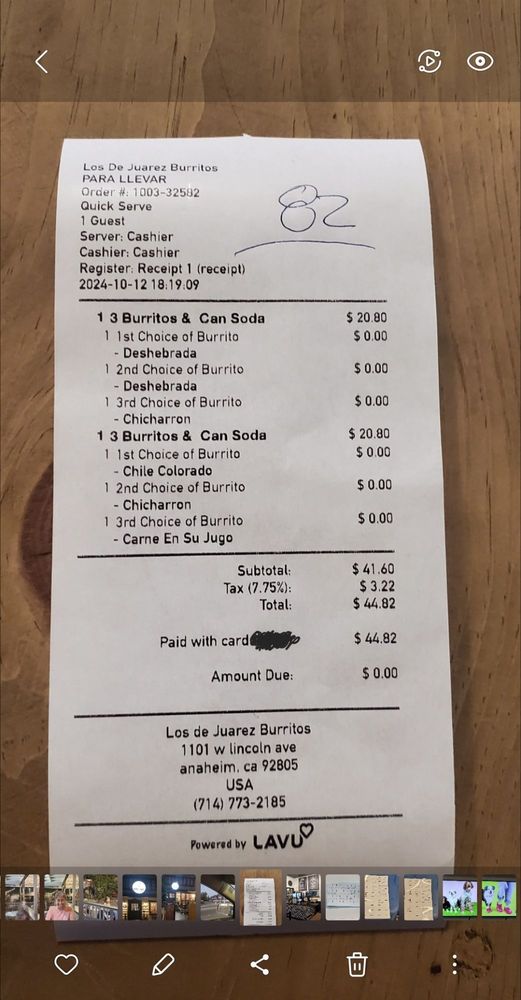 Los De Juarez Burritos
PARA LLEVAR
Order #: 1003-32582
82
Quick Serve
1 Guest
Server: Cashier
Cashier: Cashier
Register: Receipt 1 (receipt)
2024-10-12 18:19:09
1 3 Burritos & Can Soda $ 20.80
1 1st Choice of Burrito $ 0.00
- Deshebrada
1 2nd Choice of Burrito $ 0.00
- Deshebrada
1 3rd Choice of Burrito $ 0.00
- Chicharron
1 3 Burritos & Can Soda $ 20.80
1 1st Choice of Burrito $ 0.00
- Chile Colorado
1 2nd Choice of Burrito $ 0.00
- Chicharron
1 3rd Choice of Burrito $ 0.00
- Carne En Su Jugo
Subtotal: $ 41.60
Tax (7.75%): $ 3.22
Total: $ 44.82
Paid with card $ 44.82
Amount Due: $ 0.00
Los de Juarez Burritos
1101 w lincoln ave
anaheim, ca 92805
USA
(714) 773-2185
Powered by LAVU